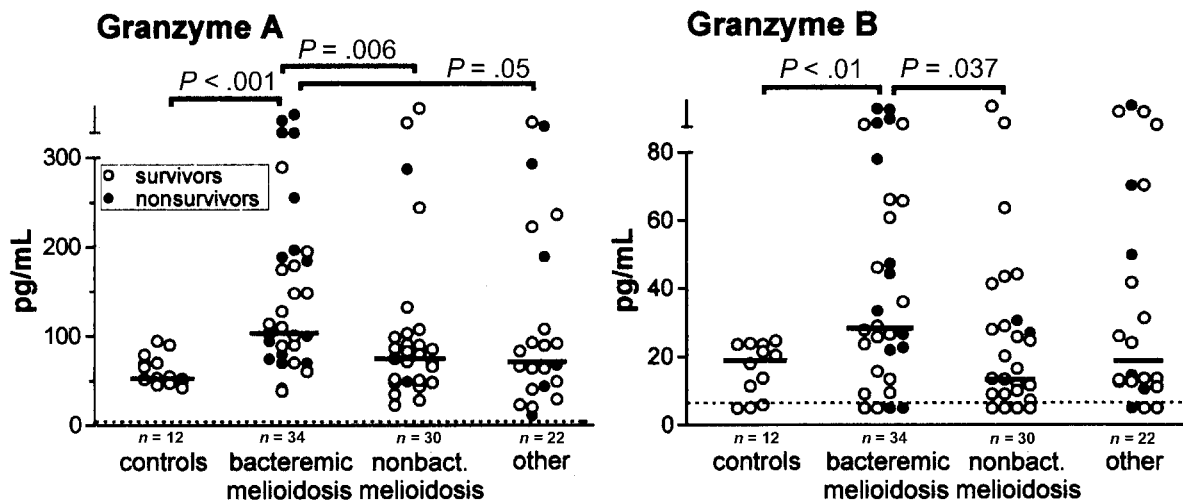 Granzyme A
P = .006
P < .001
P = .05
300
200
100
0
pg/mL
survivors
nonsurvivors
n = 12
n = 34
n = 30
n = 22
controls
bacteremic
nonbact.
other
melioidosis
melioidosis
Granzyme B
P < .01
P = .037
80
60
40
20
0
pg/mL
n = 12
n = 34
n = 30
n = 22
controls
bacteremic
nonbact.
other
melioidosis
melioidosis